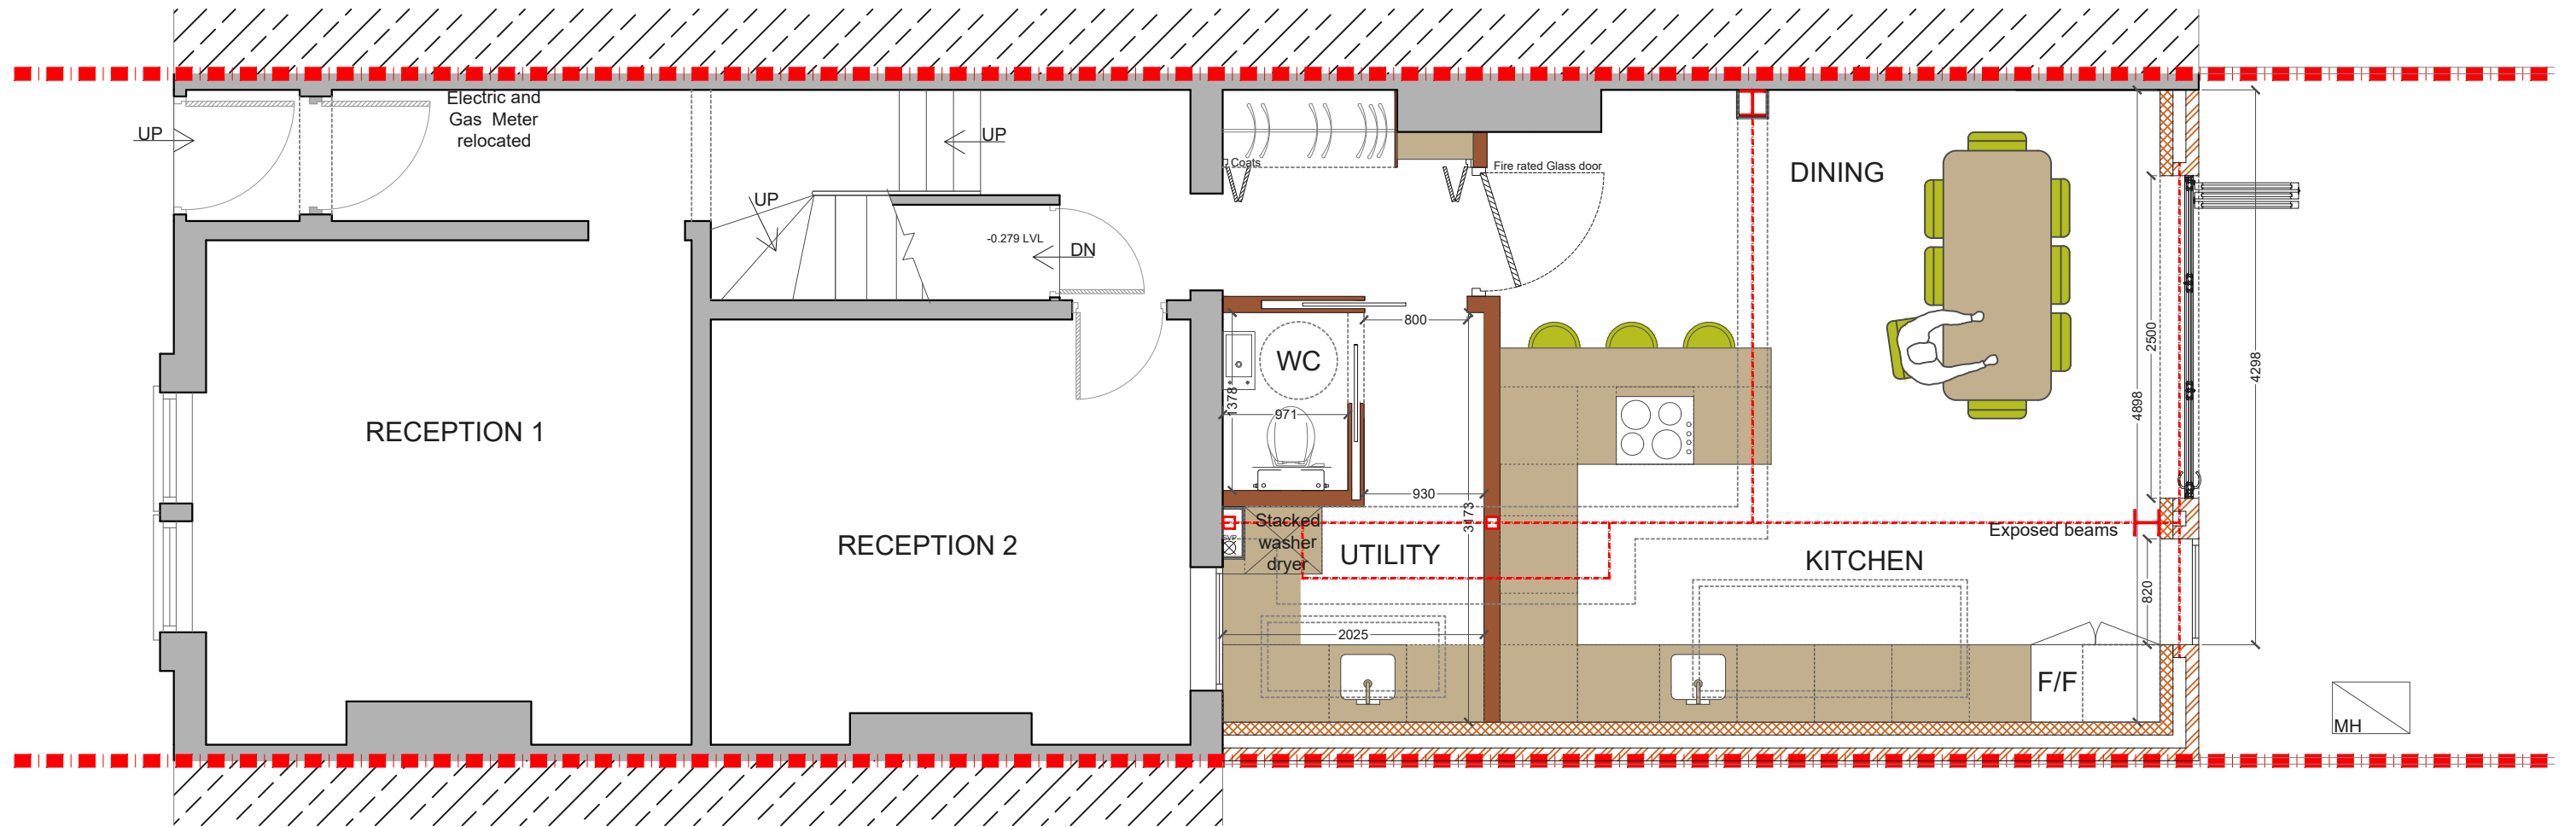 Electric and
Gas Meter
relocated
UP
UP
UP
Coats
Fire rated Glass door
DINING
-0.279 LVL
DN
800
WC
1378
971
2500
4298
4898
RECEPTION 1
930
3173
Stacked
washer
dryer
UTILITY
Exposed beams
RECEPTION 2
KITCHEN
820
2025
F/F
MH